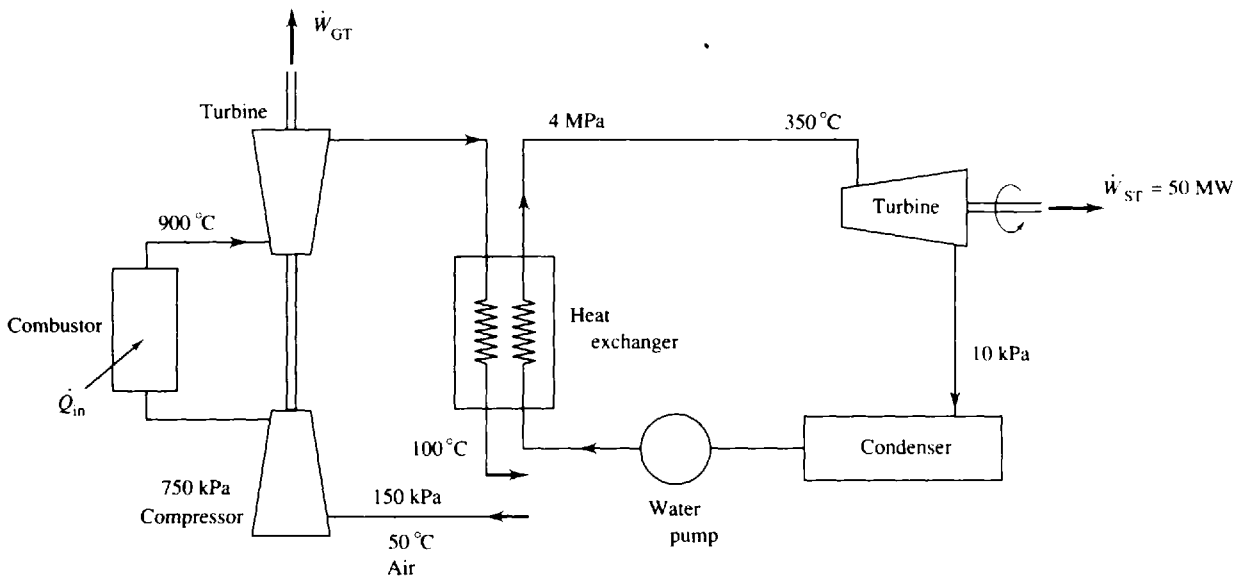 Ẇ_GT
Turbine
4 MPa
350 °C
Turbine
Ẇ_ST = 50 MW
900 °C
Combustor
Heat
exchanger
10 kPa
Q̇_in
100 °C
Condenser
750 kPa
Compressor
150 kPa
Water
pump
50 °C
Air